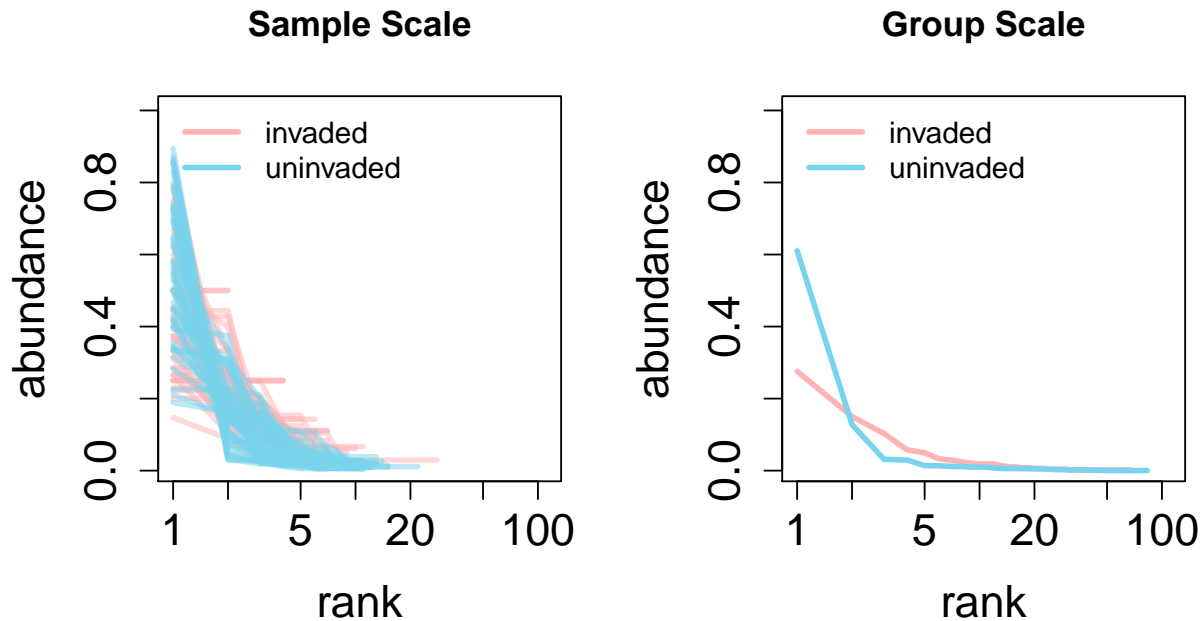 Sample Scale
abundance
0.0 0.4 0.8
invaded
uninvaded
1 5 20 100
rank
Group Scale
abundance
0.0 0.4 0.8
invaded
uninvaded
1 5 20 100
rank